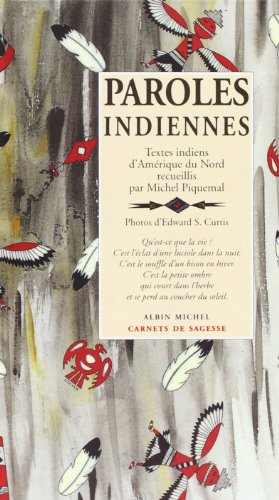 PAROLES
INDIENNES
Textes indiens
d'Amérique du Nord
recueillis
par Michel Piquemal
Photos d'Edward S. Curtis
Qu'est-ce que la vie ?
C'est l'éclat d'une luciole dans la nuit.
C'est le souffle d'un bison en hiver.
C'est la petite ombre
qui court dans l'herbe
et se perd au coucher du soleil.
ALBIN MICHEL
CARNETS DE SAGESSE